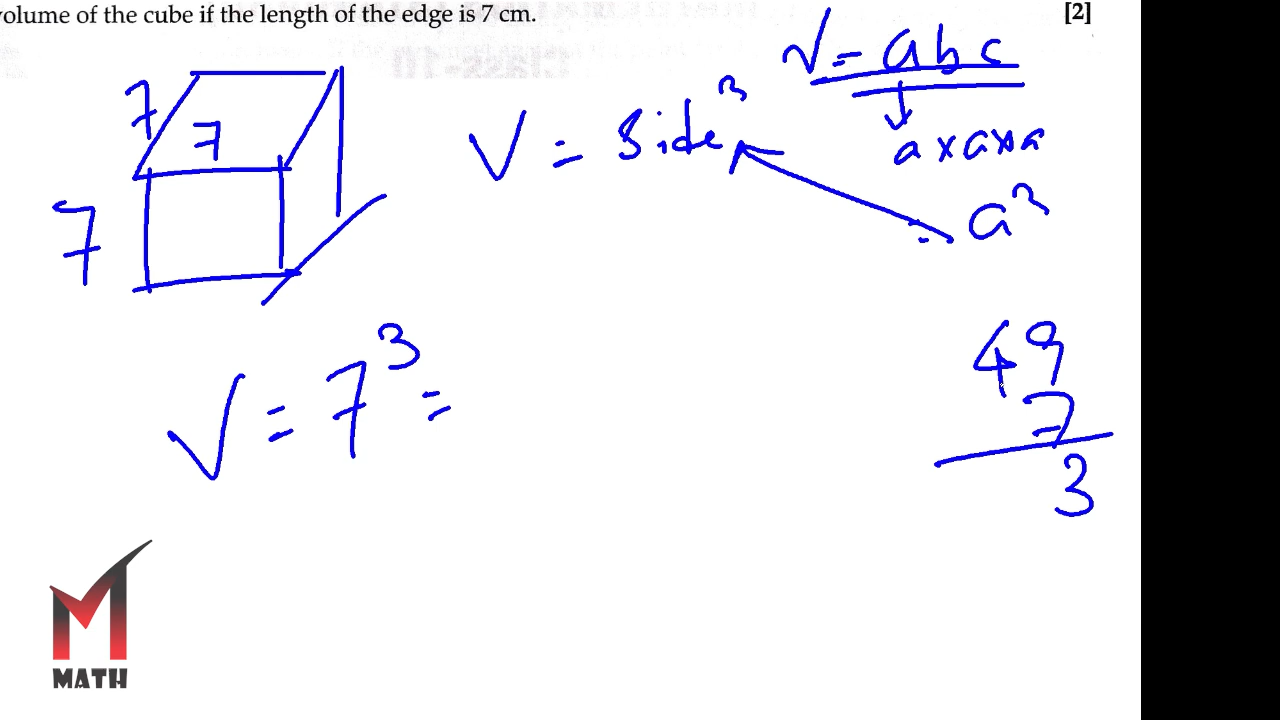 volume of the cube if the length of the edge is 7 cm. [2]
V = abc
7
7
V = Side³
a x a x a
7
= a³
V = 7³ =
49
7
3
MATH